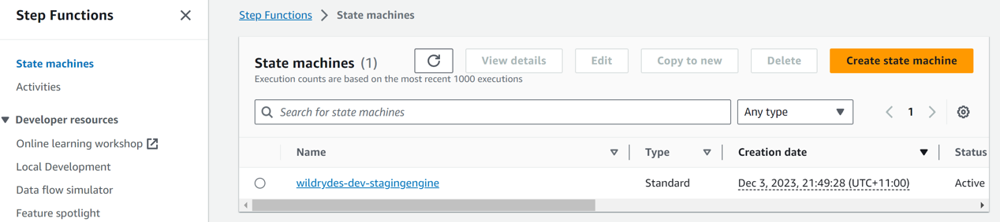 Step Functions
State machines
Activities
Developer resources
Online learning workshop
Local Development
Data flow simulator
Feature spotlight
Step Functions > State machines
State machines (1)
Execution counts are based on the most recent 1000 executions
View details
Edit
Copy to new
Delete
Create state machine
Search for state machines
Any type
1
Name Type Creation date Status
wildrydes-dev-stagingengine Standard Dec 3, 2023, 21:49:28 (UTC+11:00) Active